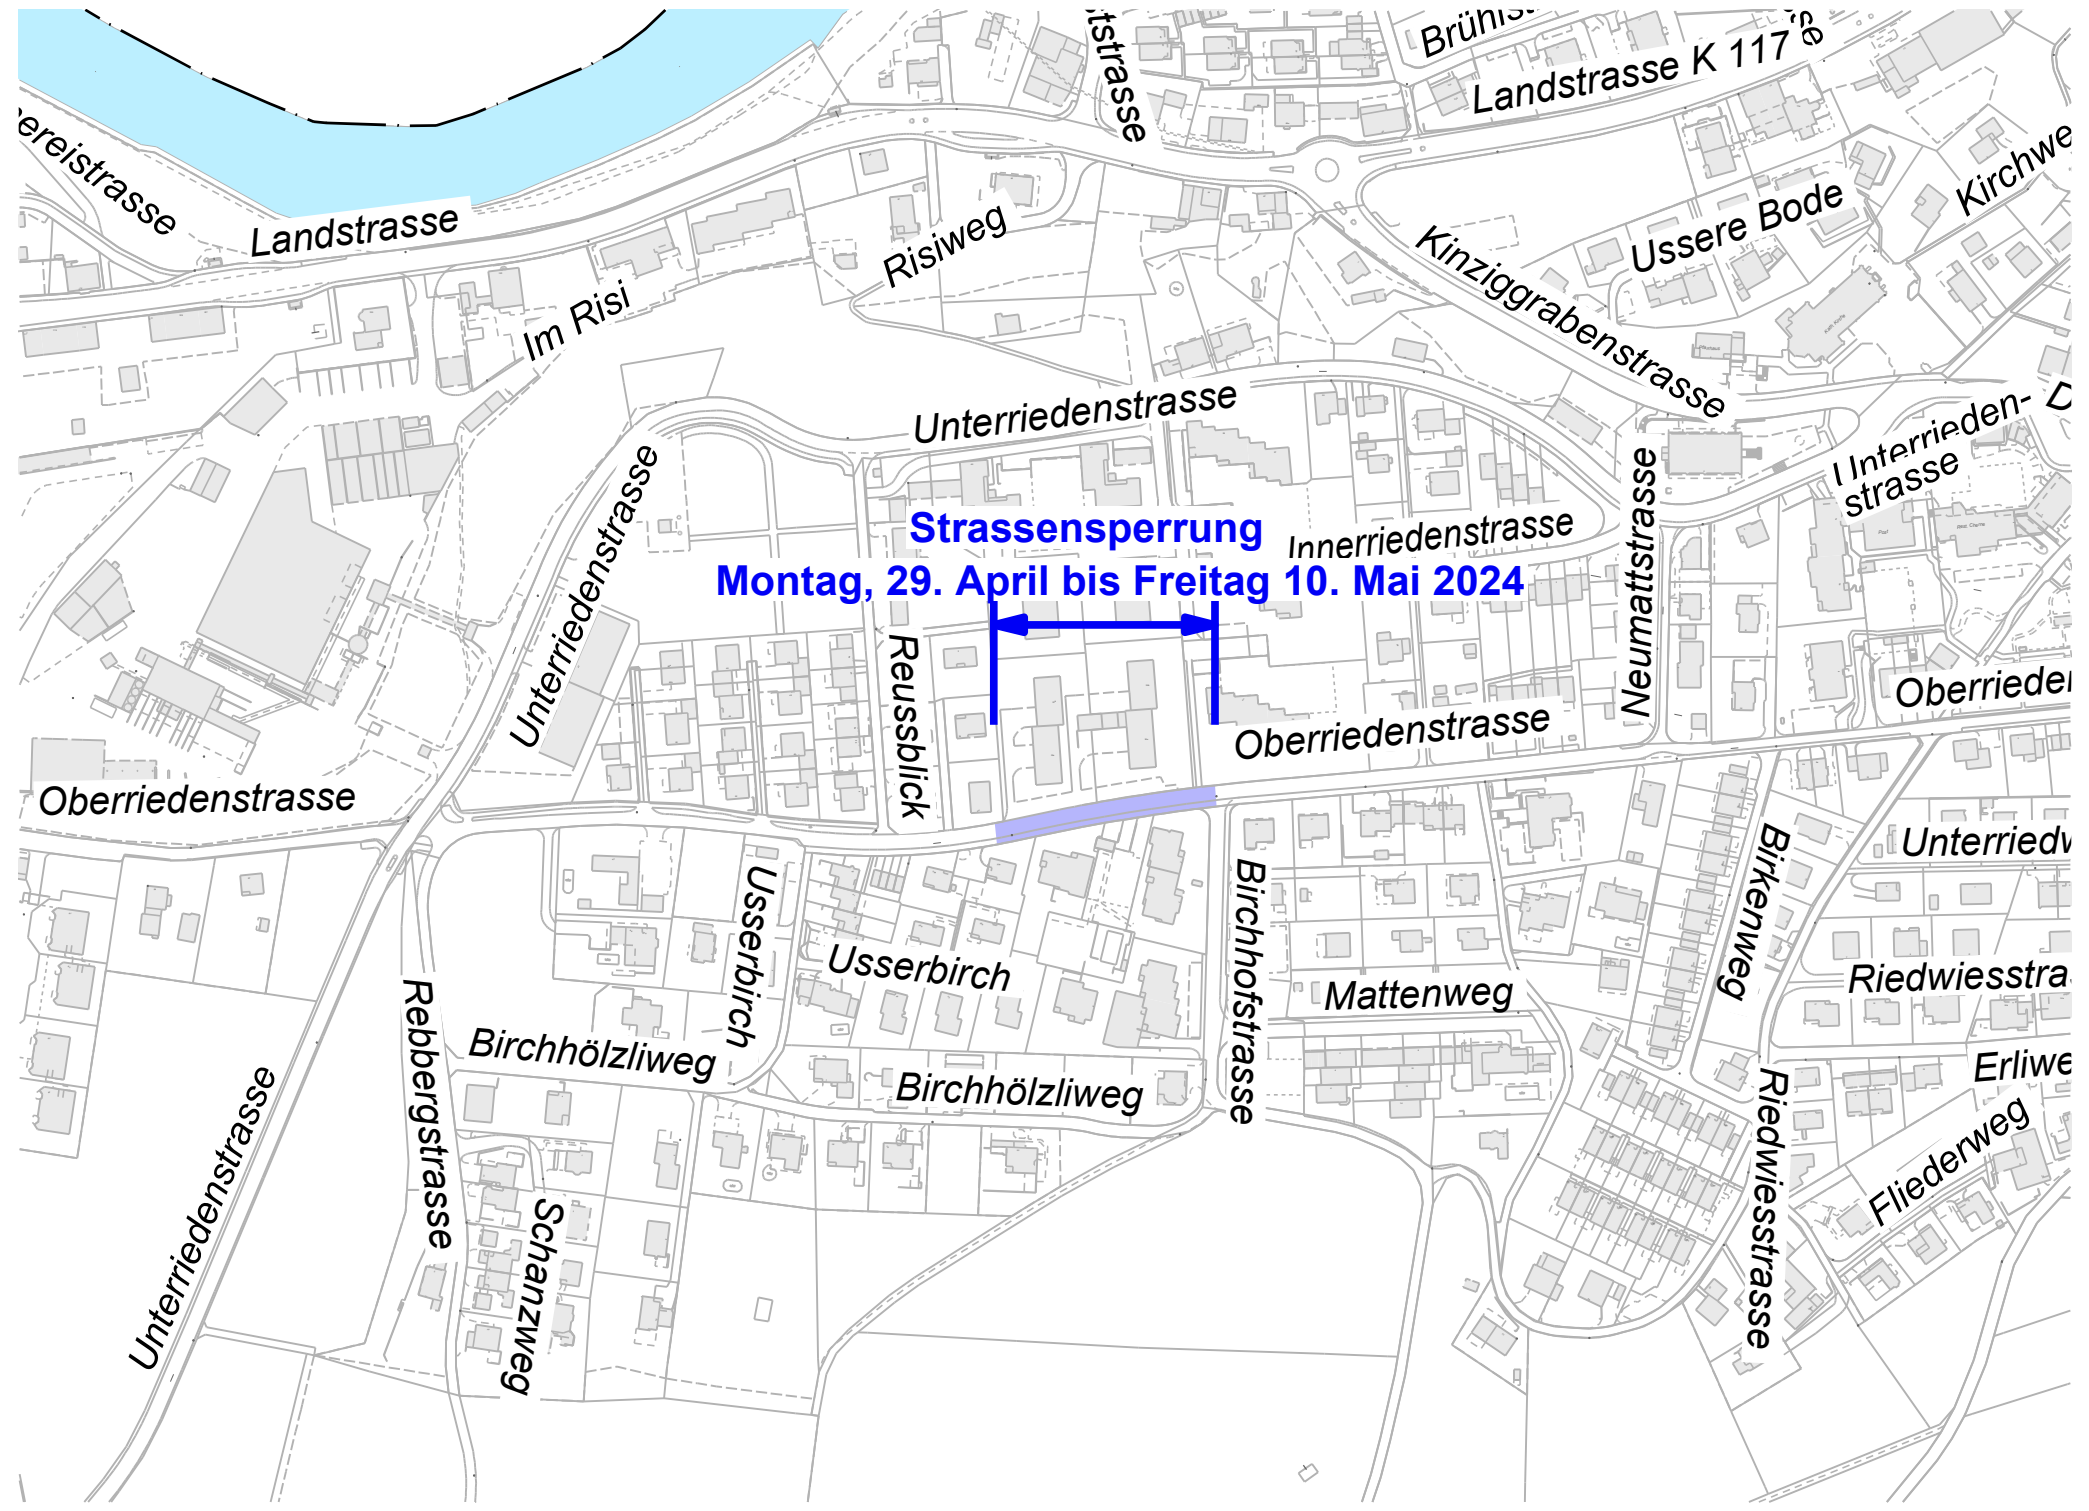 Landstrasse K 117
Landstrasse
Risiweg
Im Risi
Ussere Bode
Kinziggrabenstrasse
Unterriedenstrasse
Unterrieden-
strasse
Unterriedenstrasse
Neumattstrasse
Strassensperrung
Innerriedenstrasse
Montag, 29. April bis Freitag 10. Mai 2024
Reussblick
Oberrieden
Oberriedenstrasse
Oberriedenstrasse
Birkenweg
Usserbirch
Birchhofstrasse
Usserbirch
Mattenweg
Rebbergstrasse
Birchhölzliweg
Birchhölzliweg
Unterriedenstrasse
Riedwiesstrasse
Fliederweg
Schanzweg